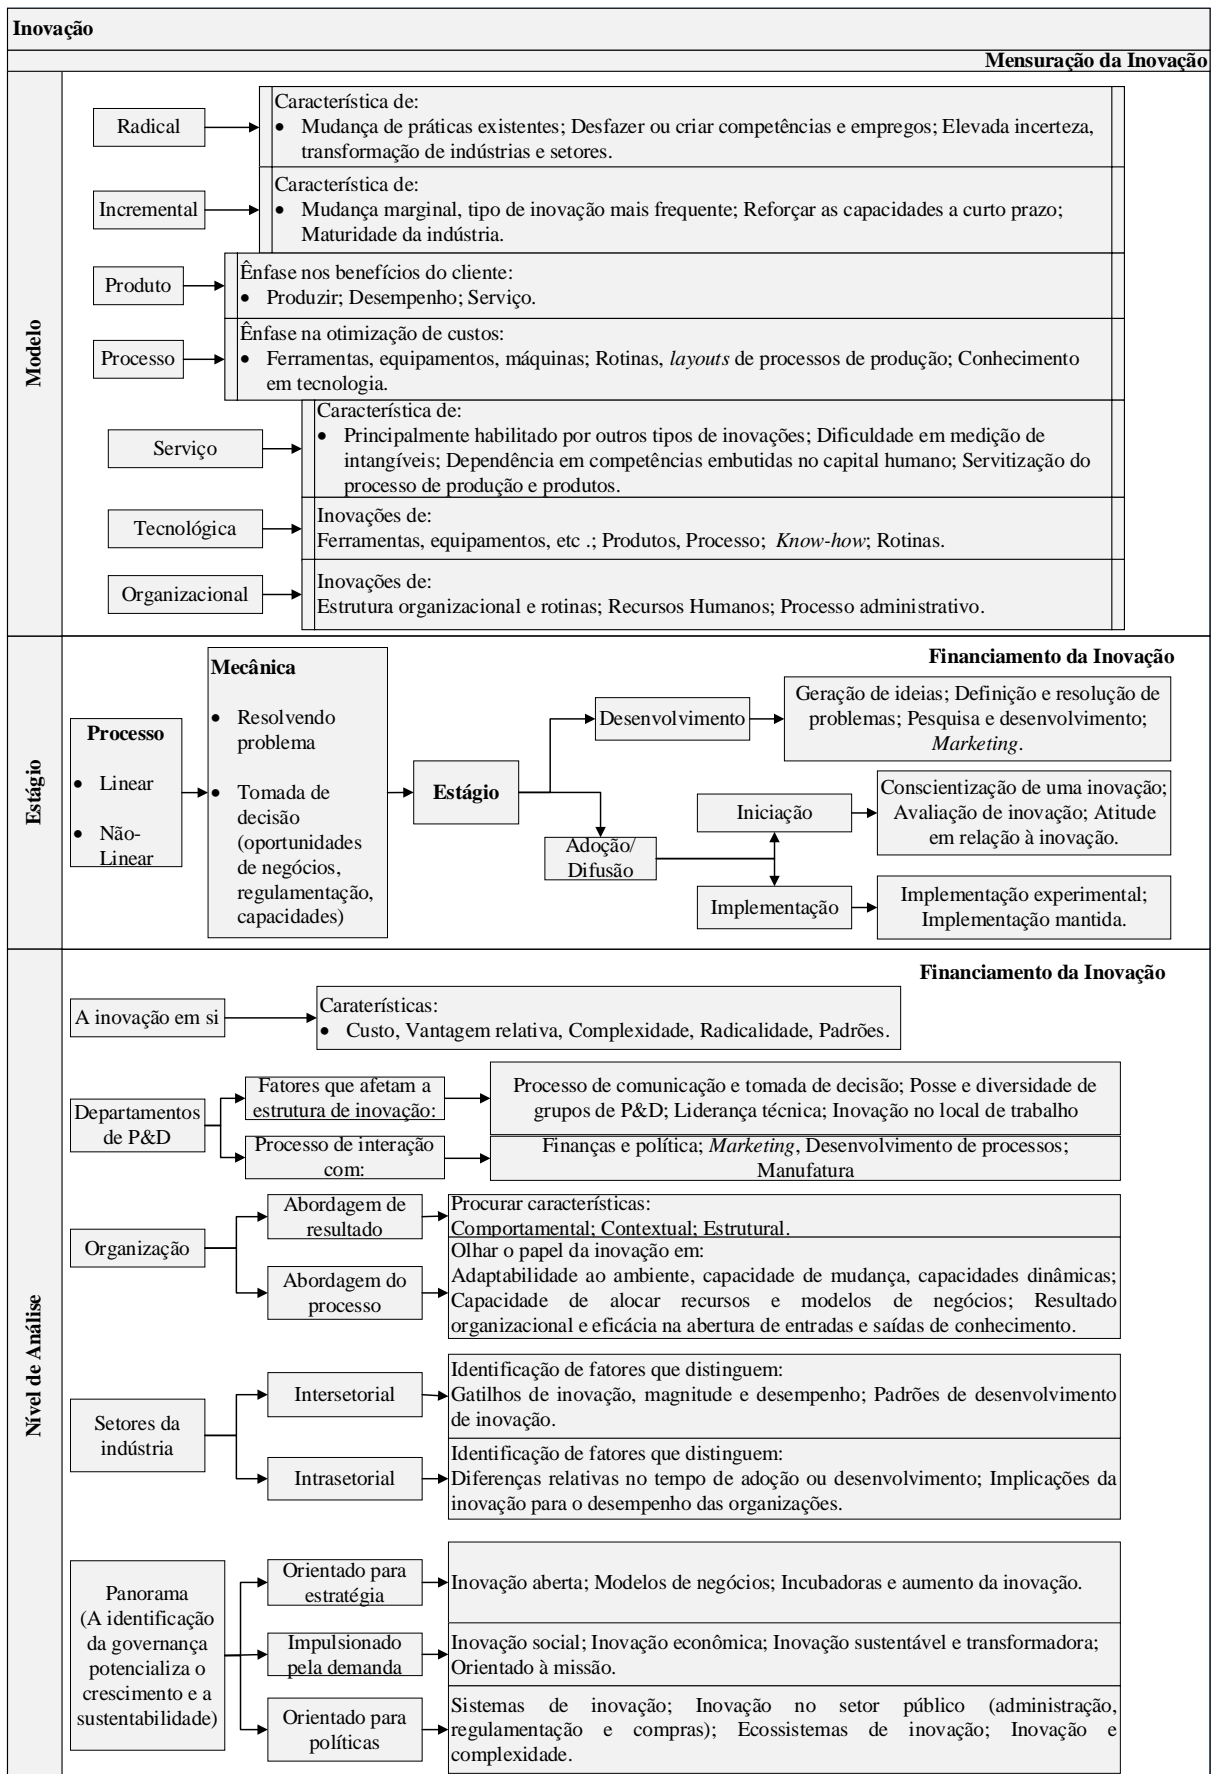 Inovação
Mensuração da Inovação
Modelo
Radical
Característica de:
• Mudança de práticas existentes; Desfazer ou criar competências e empregos; Elevada incerteza,
transformação de indústrias e setores.
Incremental
Característica de:
• Mudança marginal, tipo de inovação mais frequente; Reforçar as capacidades a curto prazo;
Maturidade da indústria.
Produto
Ênfase nos benefícios do cliente:
• Produzir; Desempenho; Serviço.
Processo
Ênfase na otimização de custos:
• Ferramentas, equipamentos, máquinas; Rotinas, layouts de processos de produção; Conhecimento
em tecnologia.
Serviço
Característica de:
• Principalmente habilitado por outros tipos de inovações; Dificuldade em medição de
intangíveis; Dependência em competências embutidas no capital humano; Servitização do
processo de produção e produtos.
Tecnológica
Inovações de:
Ferramentas, equipamentos, etc .; Produtos, Processo; Know-how; Rotinas.
Organizacional
Inovações de:
Estrutura organizacional e rotinas; Recursos Humanos; Processo administrativo.
Estágio
Financiamento da Inovação
Processo
• Linear
• Não-
Linear
Mecânica
• Resolvendo
problema
• Tomada de
decisão
(oportunidades
de negócios,
regulamentação,
capacidades)
Estágio
Desenvolvimento
Geração de ideias; Definição e resolução de
problemas; Pesquisa e desenvolvimento;
Marketing.
Adoção/
Difusão
Iniciação
Conscientização de uma inovação;
Avaliação de inovação; Atitude
em relação à inovação.
Implementação
Implementação experimental;
Implementação mantida.
Nível de Análise
Financiamento da Inovação
A inovação em si
Caraterísticas:
• Custo, Vantagem relativa, Complexidade, Radicalidade, Padrões.
Departamentos
de P&D
Fatores que afetam a
estrutura de inovação:
Processo de comunicação e tomada de decisão; Posse e diversidade de
grupos de P&D; Liderança técnica; Inovação no local de trabalho
Processo de interação
com:
Finanças e política; Marketing, Desenvolvimento de processos;
Manufatura
Organização
Abordagem de
resultado
Procurar características:
Comportamental; Contextual; Estrutural.
Abordagem do
processo
Olhar o papel da inovação em:
Adaptabilidade ao ambiente, capacidade de mudança, capacidades dinâmicas;
Capacidade de alocar recursos e modelos de negócios; Resultado
organizacional e eficácia na abertura de entradas e saídas de conhecimento.
Setores da
indústria
Intersetorial
Identificação de fatores que distinguem:
Gatilhos de inovação, magnitude e desempenho; Padrões de desenvolvimento
de inovação.
Intrasetorial
Identificação de fatores que distinguem:
Diferenças relativas no tempo de adoção ou desenvolvimento; Implicações da
inovação para o desempenho das organizações.
Panorama
(A identificação
da governança
potencializa o
crescimento e a
sustentabilidade)
Orientado para
estratégia
Inovação aberta; Modelos de negócios; Incubadoras e aumento da inovação.
Impulsionado
pela demanda
Inovação social; Inovação econômica; Inovação sustentável e transformadora;
Orientado à missão.
Orientado para
políticas
Sistemas de inovação; Inovação no setor público (administração,
regulamentação e compras); Ecossistemas de inovação; Inovação e
complexidade.